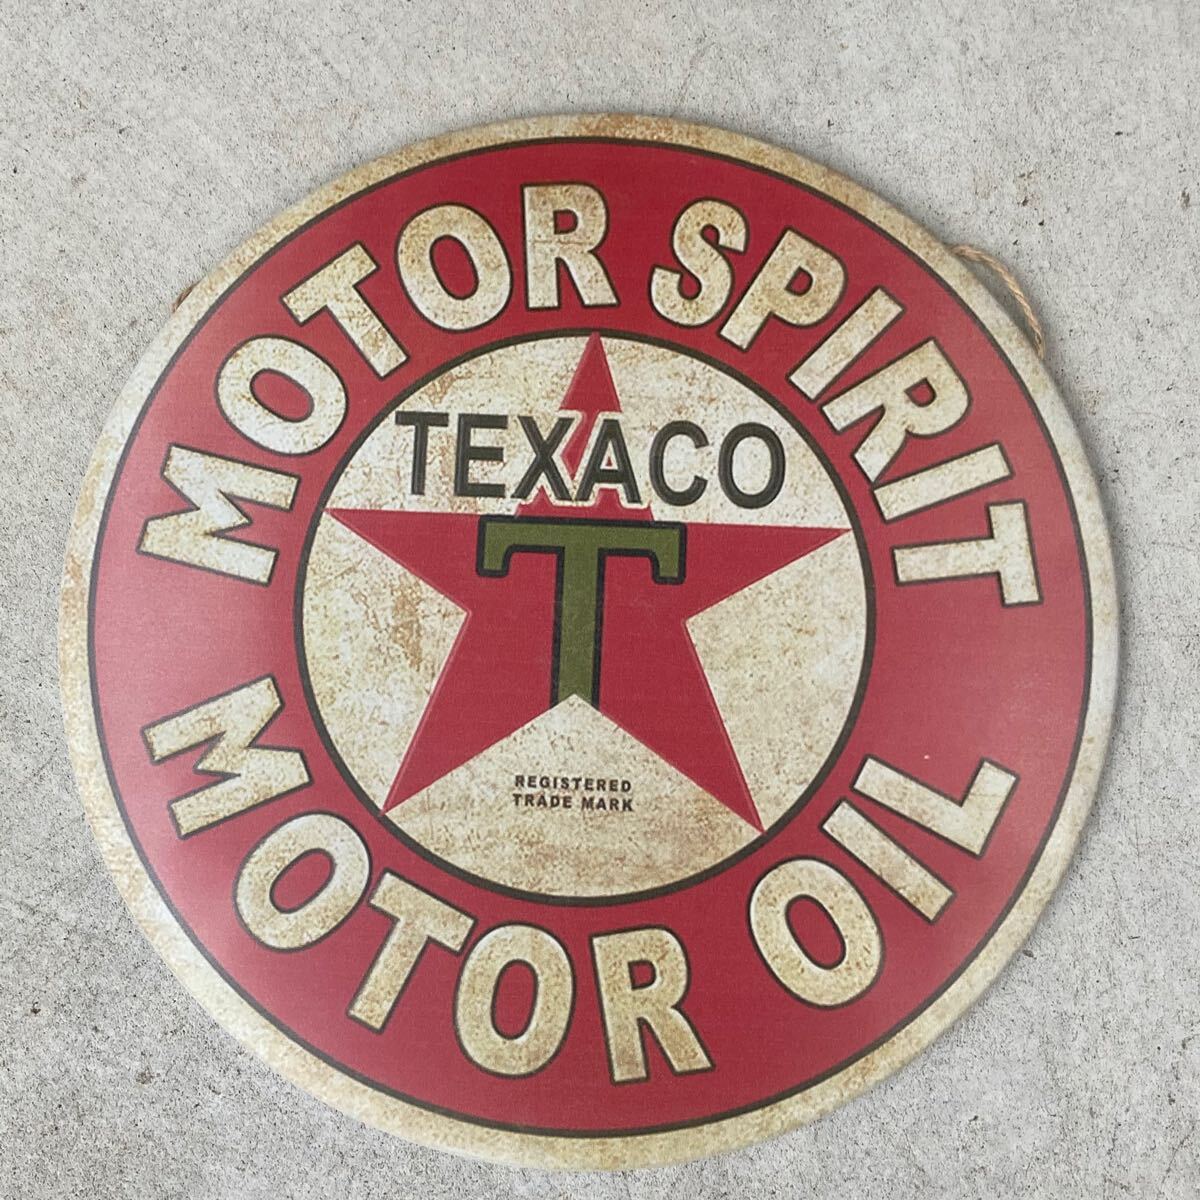 MOTOR SPIRIT
TEXACO
T
REGISTERED
TRADE MARK
MOTOR OIL